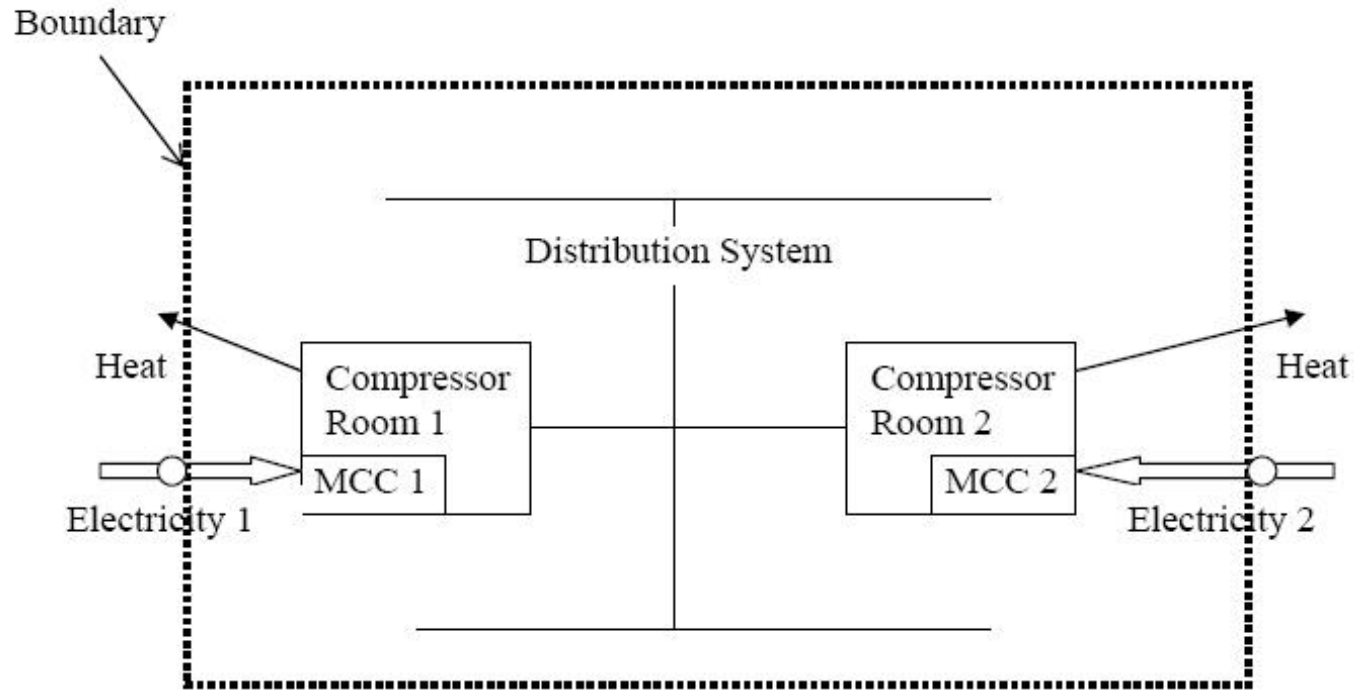 Boundary
Distribution System
Heat
Compressor
Room 1
MCC 1
Electricity 1
Compressor
Room 2
MCC 2
Heat
Electricity 2